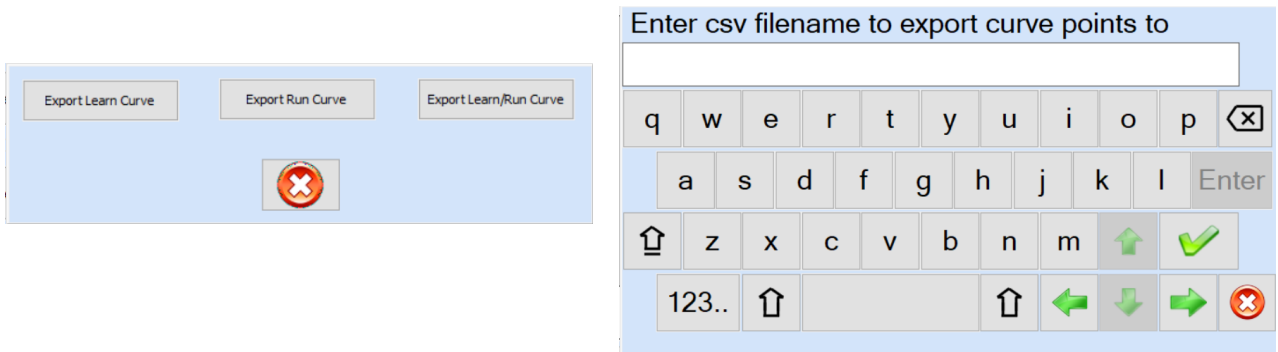 Export Learn Curve Export Run Curve Export Learn/Run Curve
Enter csv filename to export curve points to
q w e r t y u i o p
a s d f g h j k l Enter
z x c v b n m
123..